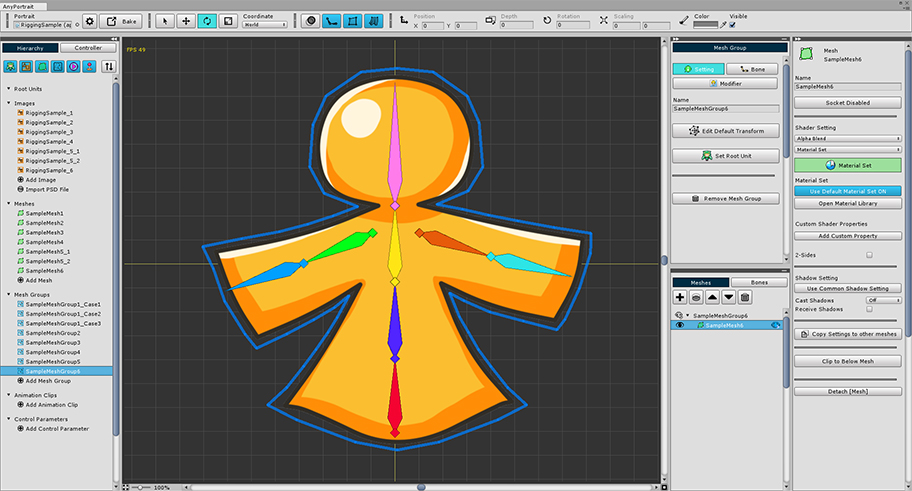 AnyPortrait
Portrait
RiggingSample (ap
Bake
Coordinate
World
Position
X 0 Y 0
Depth
0
Rotation
0
Scaling
0 0
Color
Visible
Hierarchy
Controller
Root Units
Images
RiggingSample_1
RiggingSample_2
RiggingSample_3
RiggingSample_4
RiggingSample_5_1
RiggingSample_5_2
RiggingSample_6
Add Image
Import PSD File
Meshes
SampleMesh1
SampleMesh2
SampleMesh3
SampleMesh4
SampleMesh5_1
SampleMesh5_2
SampleMesh6
Add Mesh
Mesh Groups
SampleMeshGroup1_Case1
SampleMeshGroup1_Case2
SampleMeshGroup1_Case3
SampleMeshGroup2
SampleMeshGroup3
SampleMeshGroup4
SampleMeshGroup5
SampleMeshGroup6
Add Mesh Group
Animation Clips
Add Animation Clip
Control Parameters
Add Control Parameter
FPS 49
100%
Mesh Group
Setting
Bone
Modifier
Name
SampleMeshGroup6
Edit Default Transform
Set Root Unit
Remove Mesh Group
Meshes
Bones
SampleMeshGroup6
SampleMesh6
Mesh
SampleMesh6
Name
SampleMesh6
Socket Disabled
Shader Setting
Alpha Blend
Material Set
Material Set
Material Set
Use Default Material Set ON
Open Material Library
Custom Shader Properties
Add Custom Property
2-Sides
Shadow Setting
Use Common Shadow Setting
Cast Shadows
Off
Receive Shadows
Copy Settings to other meshes
Clip to Below Mesh
Detach [Mesh]